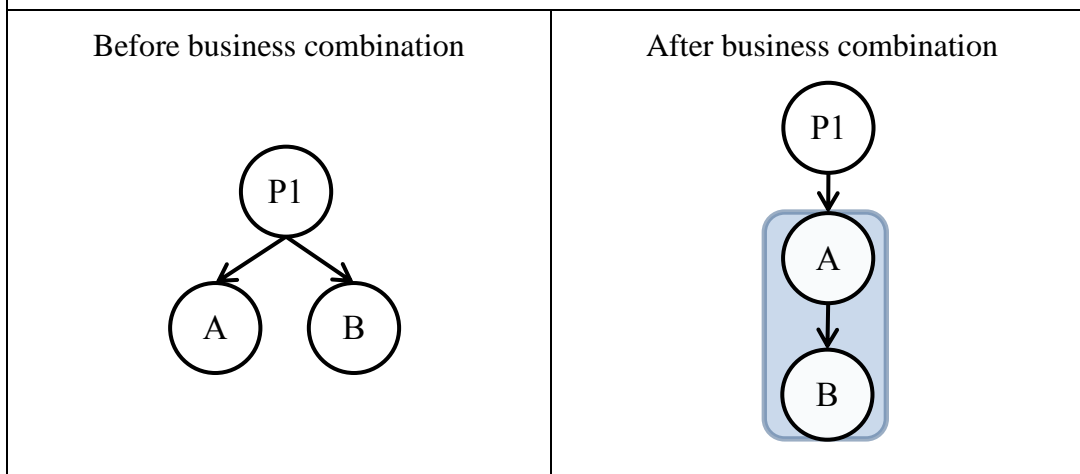 Before business combination
P1
A
B
After business combination
P1
A
B